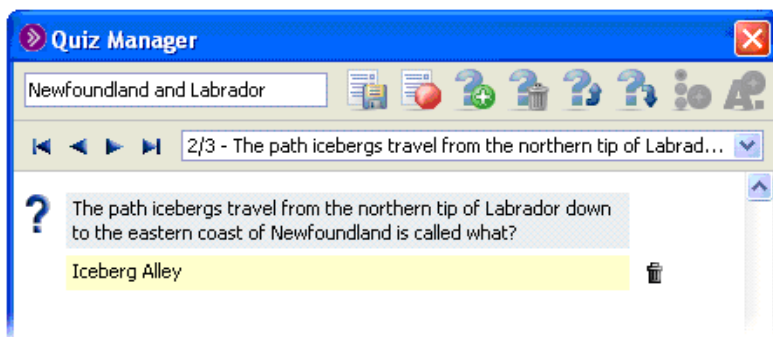 Quiz Manager
Newfoundland and Labrador
2/3 - The path icebergs travel from the northern tip of Labrad...
The path icebergs travel from the northern tip of Labrador down
to the eastern coast of Newfoundland is called what?
Iceberg Alley